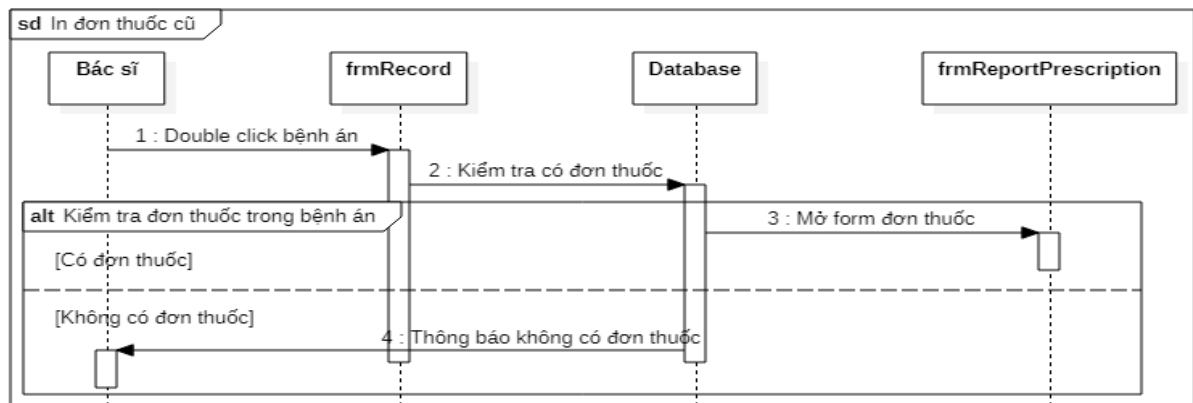 sd In đơn thuốc cũ
Bác sĩ
frmRecord
Database
frmReportPrescription
1 : Double click bệnh án
2 : Kiểm tra có đơn thuốc
alt Kiểm tra đơn thuốc trong bệnh án
3 : Mở form đơn thuốc
[Có đơn thuốc]
[Không có đơn thuốc]
4 : Thông báo không có đơn thuốc